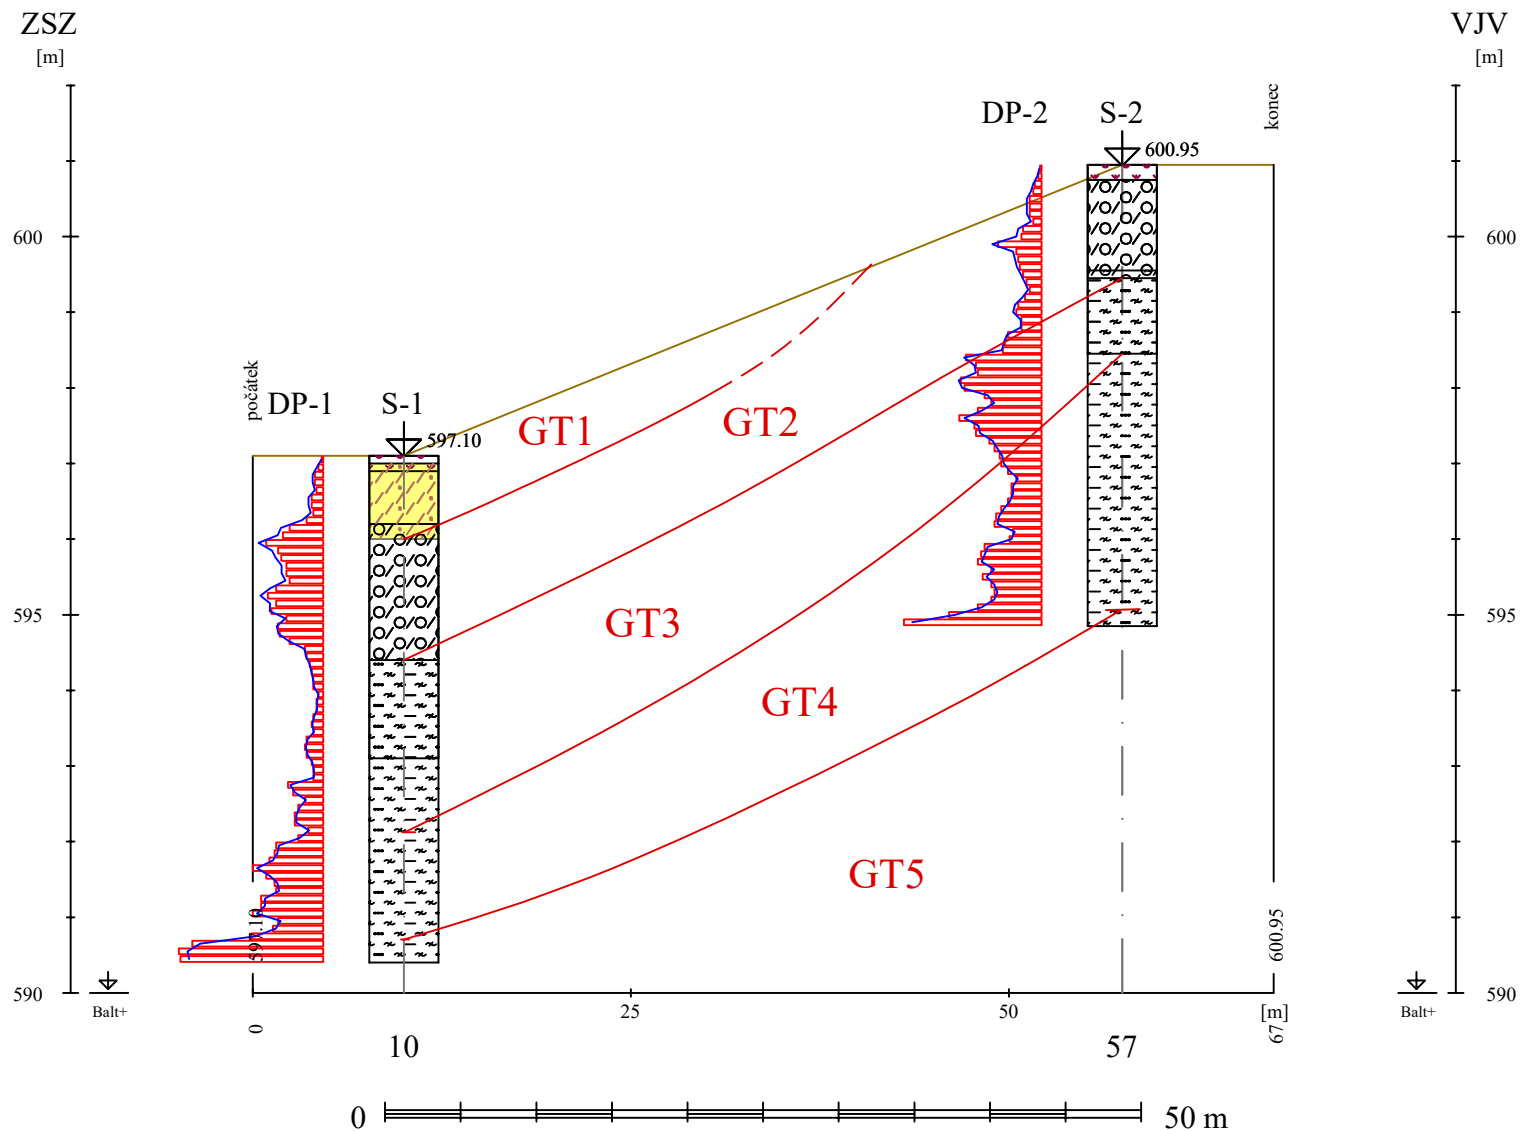 ZSZ
VJV
[m]
[m]
konec
DP-2
S-2
600.95
600
600
počátek
DP-1
S-1
597.10
GT1
GT2
GT3
595
595
GT4
GT5
597.10
600.95
590
590
Balt+
Balt+
0
25
50
[m]
67
10
57
0
50 m